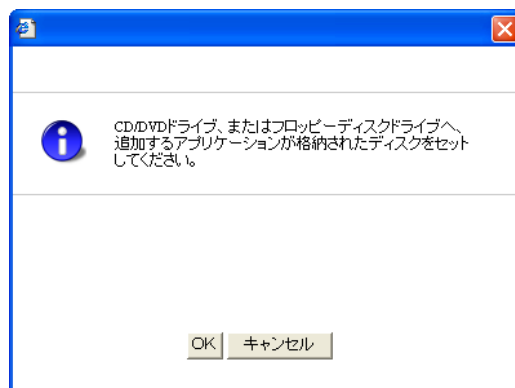 CD/DVDドライブ、またはフロッピーディスクドライブへ、
追加するアプリケーションが格納されたディスクをセット
してください。
OK キャンセル